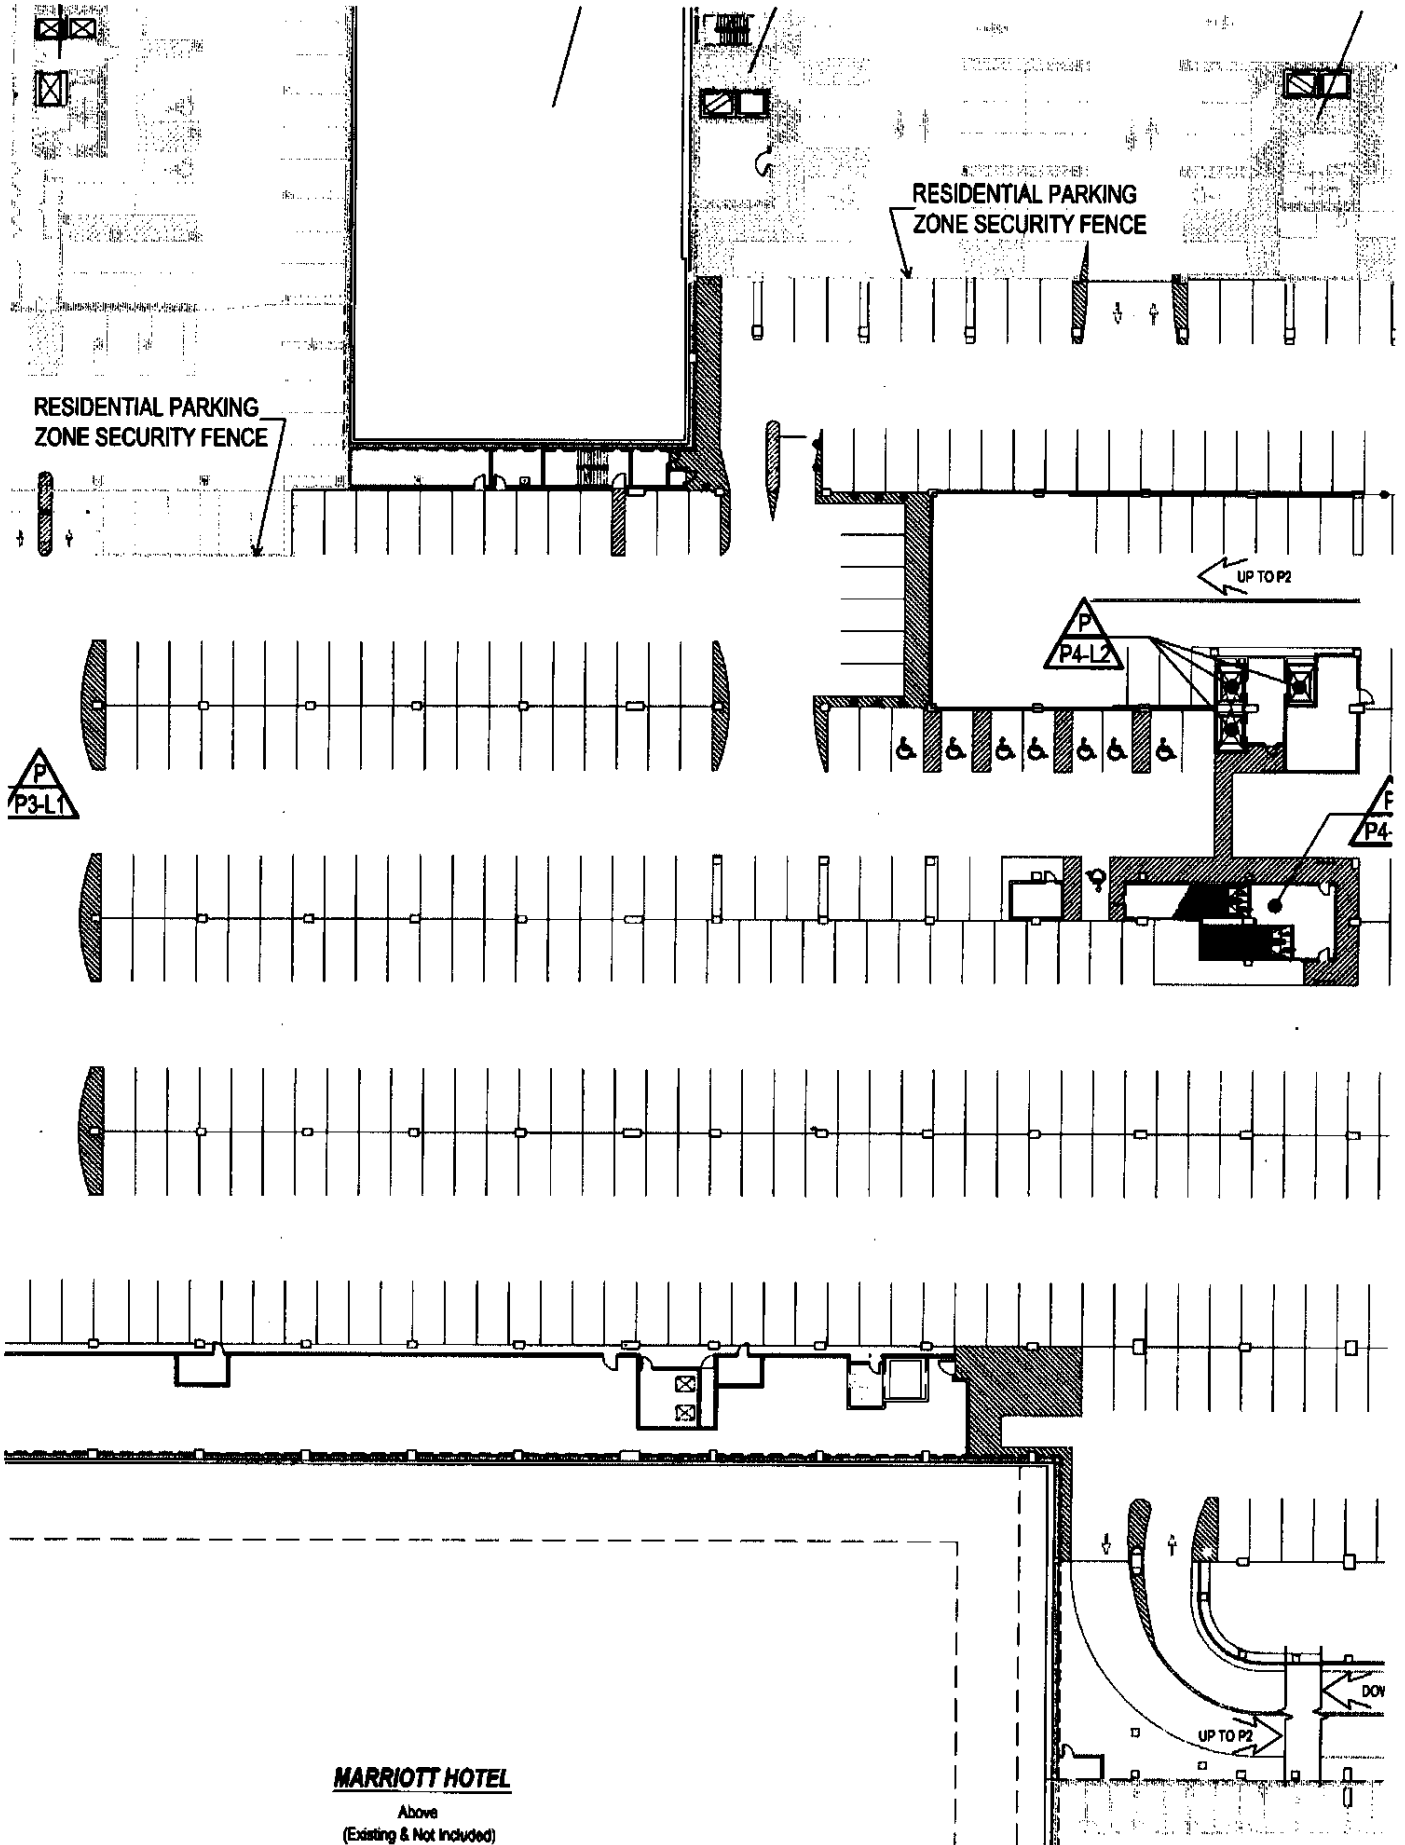 RESIDENTIAL PARKING
ZONE SECURITY FENCE
RESIDENTIAL PARKING
ZONE SECURITY FENCE
UP TO P2
P
P4-L2
P
P3-L1
P4-
UP TO P2
MARRIOTT HOTEL
Above
(Existing & Not Included)